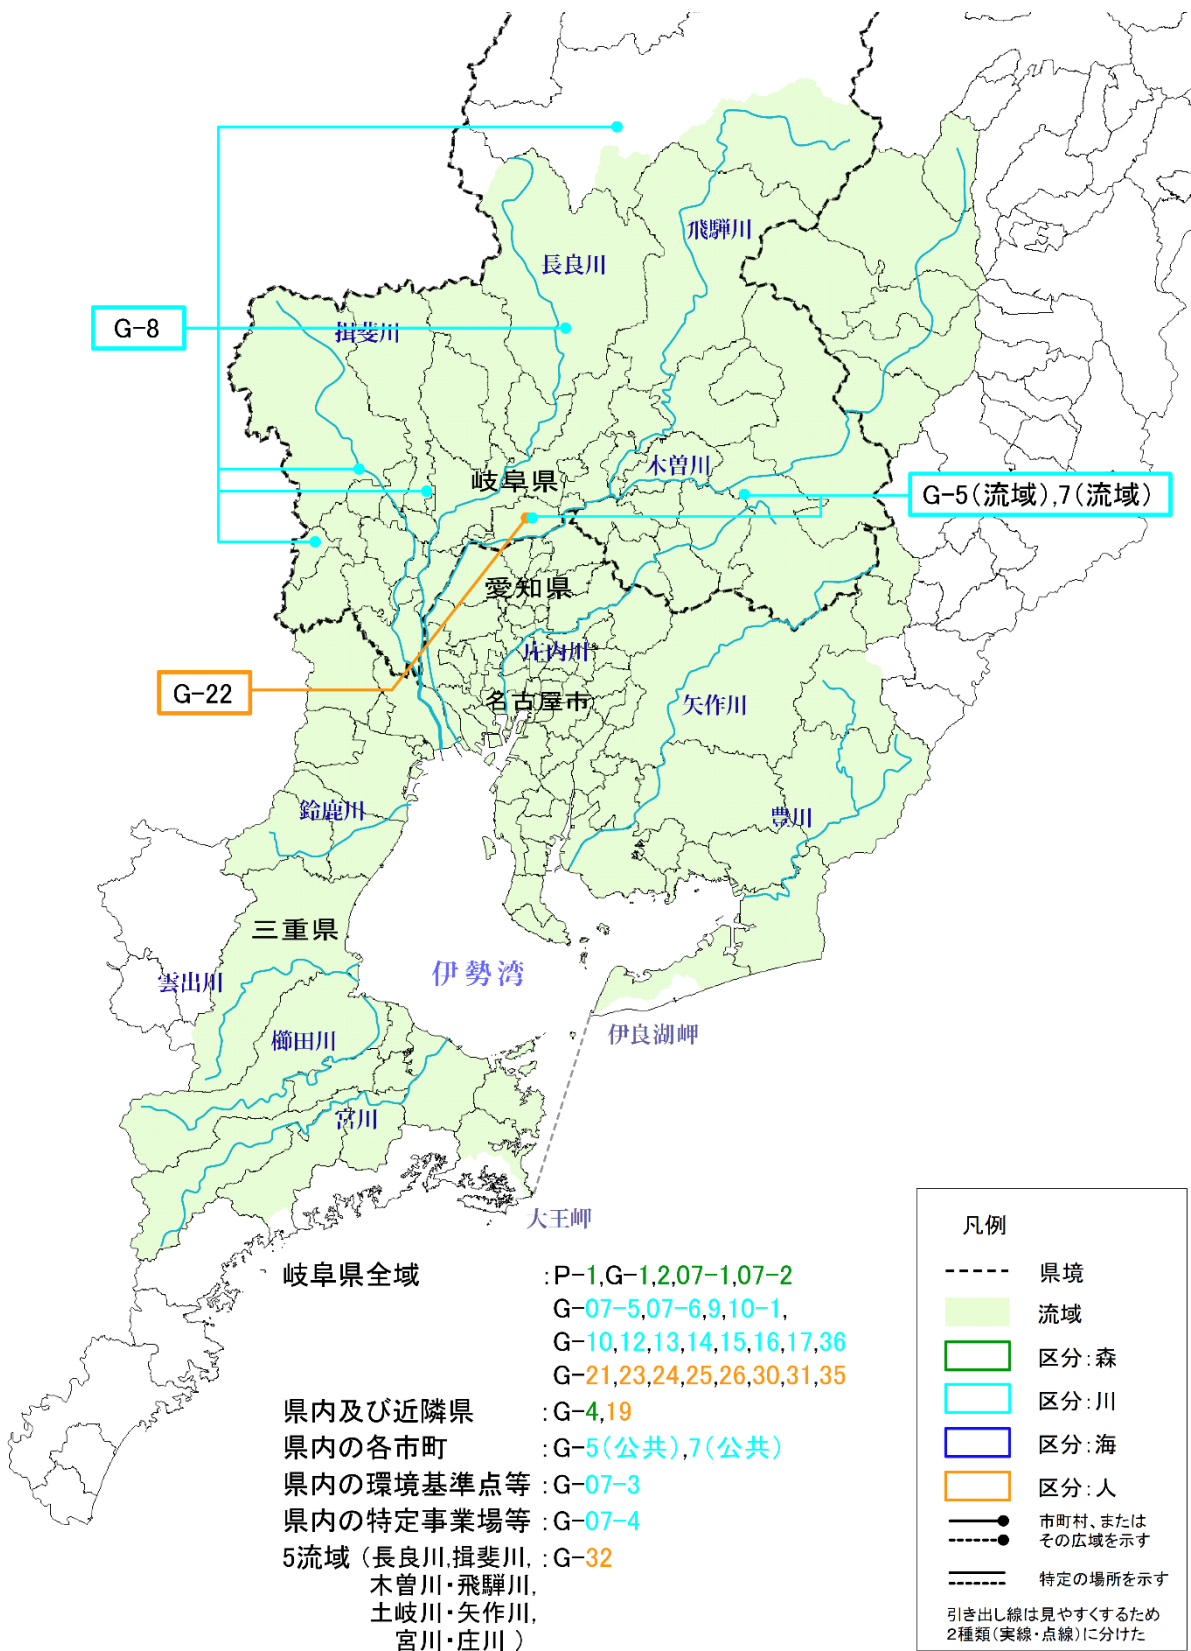 飛騨川
長良川
G-8
揖斐川
木曽川
岐阜県
G-5(流域),7(流域)
愛知県
庄内川
G-22
名古屋市
矢作川
鈴鹿川
豊川
三重県
伊勢湾
雲出川
伊良湖岬
櫛田川
宮川
大王岬
岐阜県全域 :P-1,G-1,2,07-1,07-2
G-07-5,07-6,9,10-1,
G-10,12,13,14,15,16,17,36
G-21,23,24,25,26,30,31,35
県内及び近隣県 :G-4,19
県内の各市町 :G-5(公共),7(公共)
県内の環境基準点等 :G-07-3
県内の特定事業場等 :G-07-4
5流域(長良川,揖斐川, :G-32
木曽川・飛騨川,
土岐川・矢作川,
宮川・庄川)
凡例
県境
流域
区分:森
区分:川
区分:海
区分:人
市町村、または
その広域を示す
特定の場所を示す
引き出し線は見やすくするため
2種類(実線・点線)に分けた